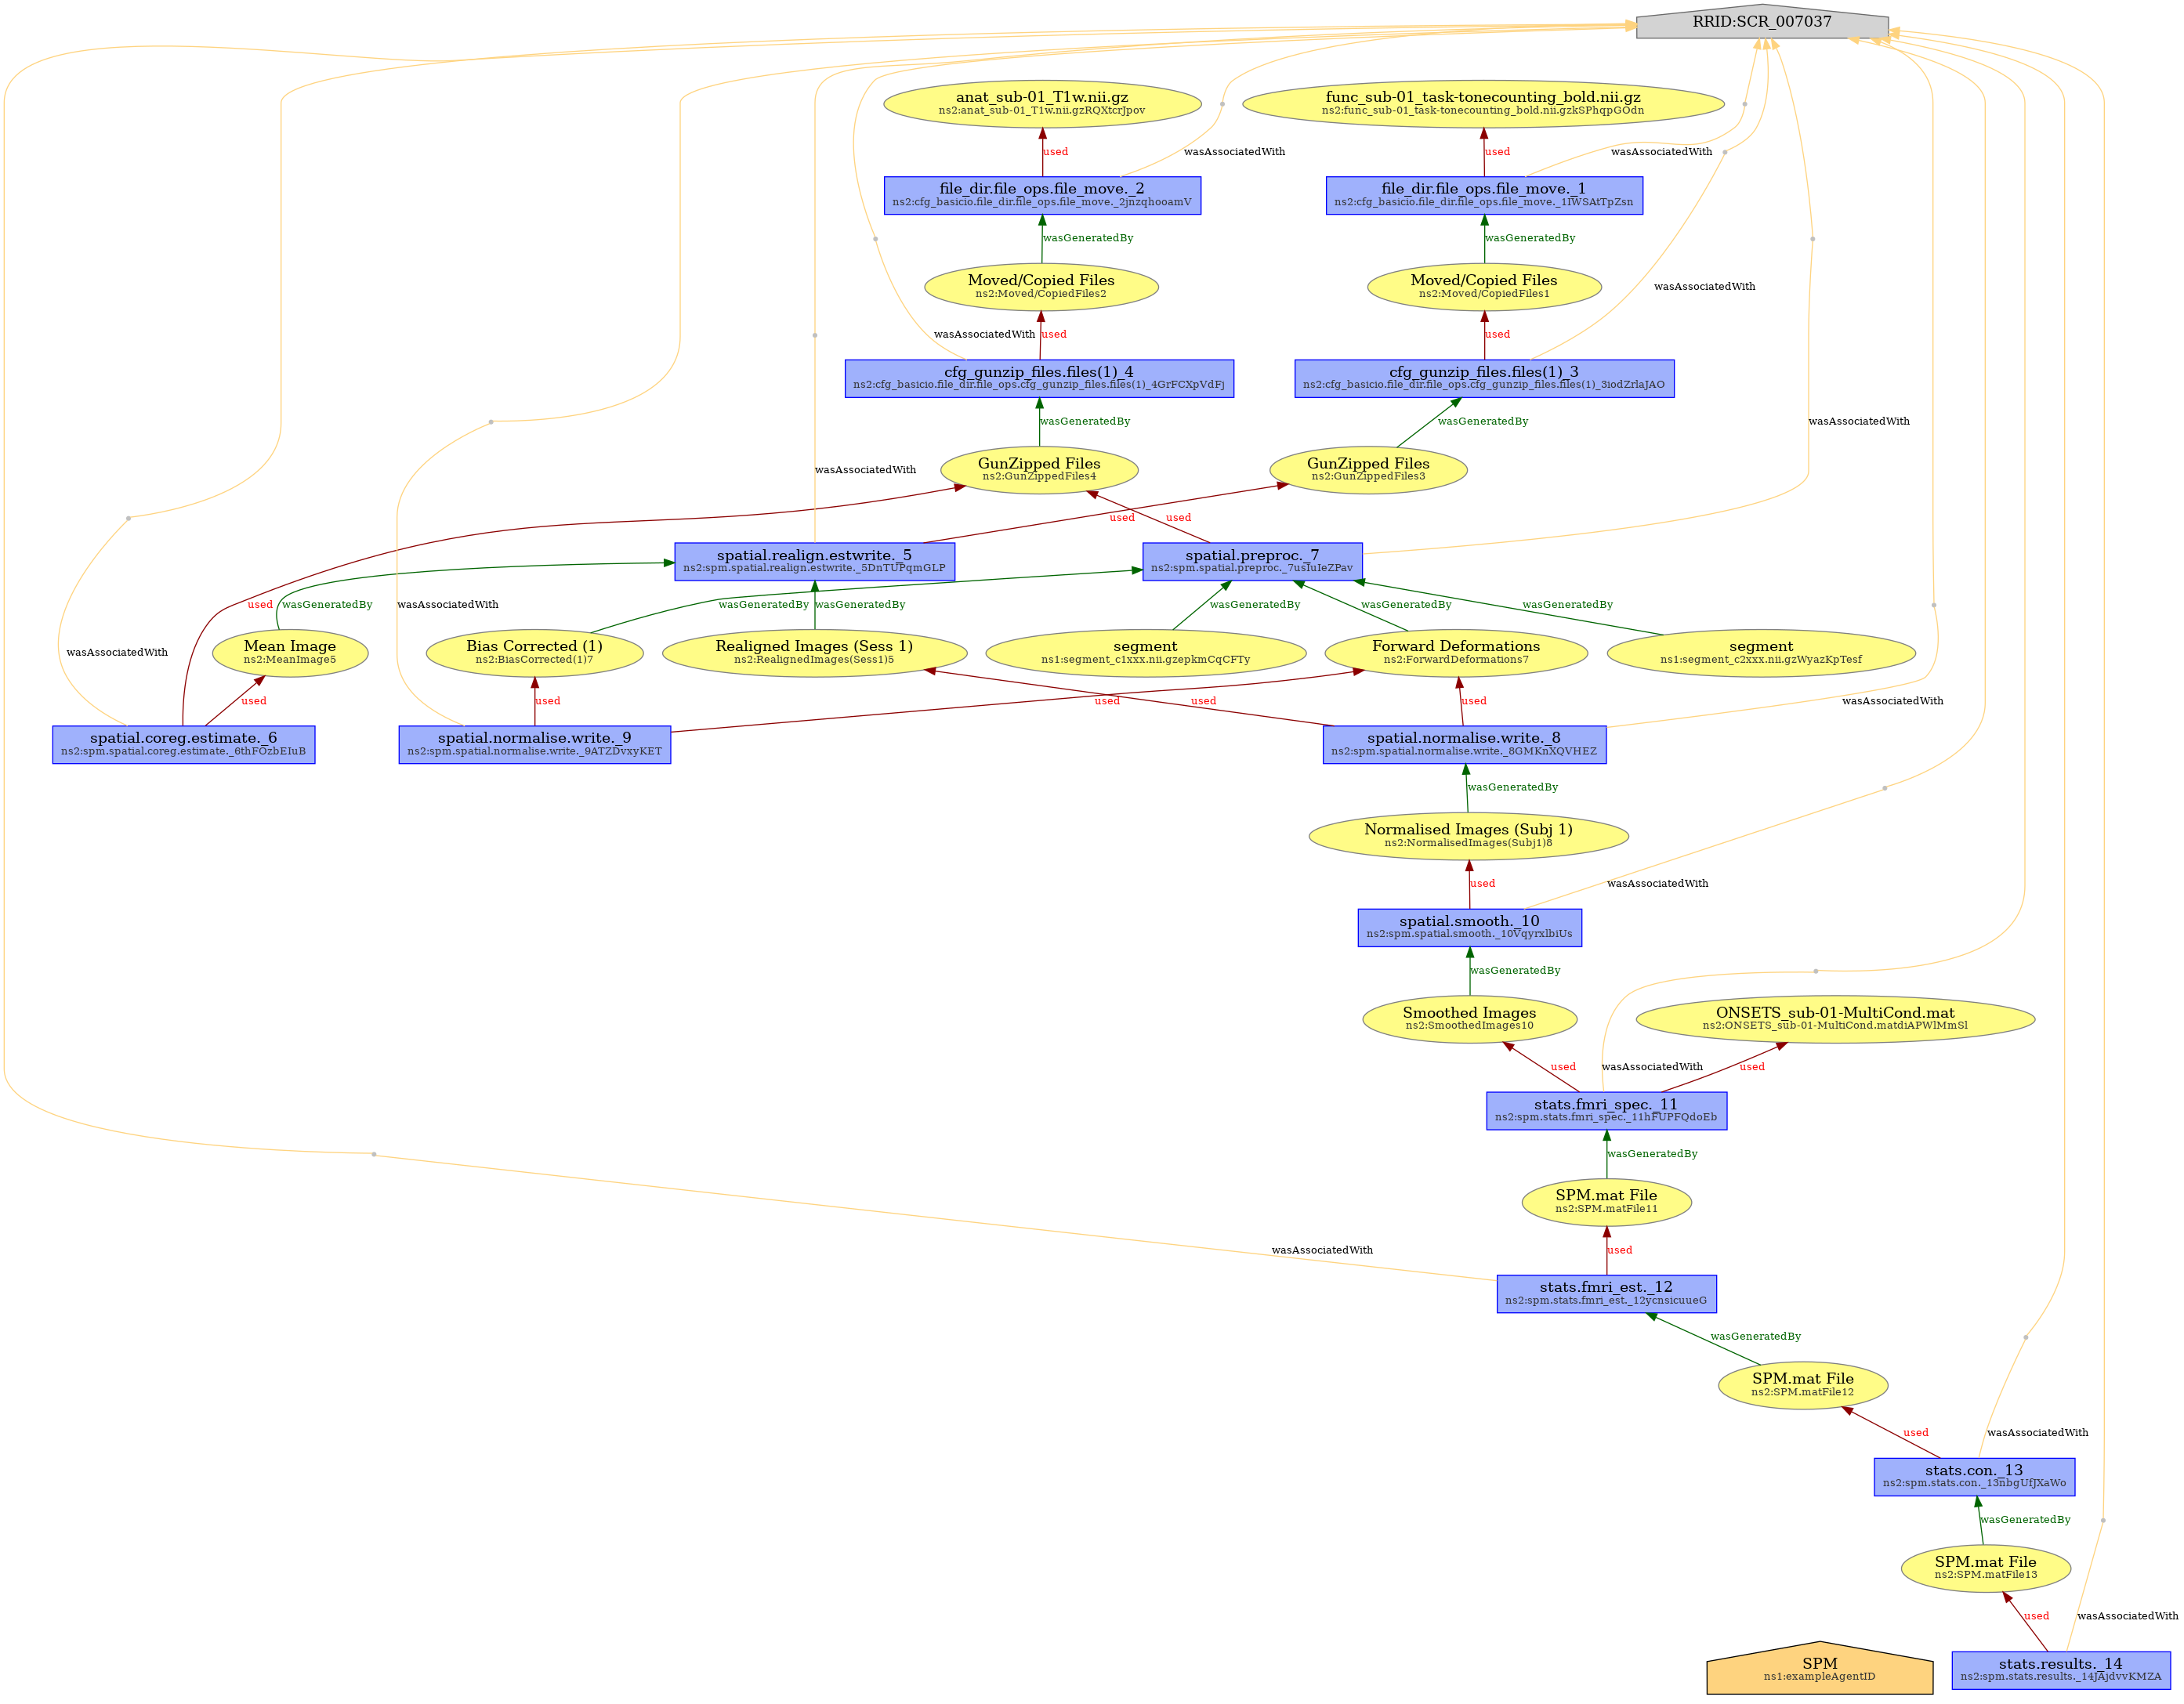 RRID:SCR_007037
anat_sub-01_T1w.nii.gz
ns2:anat_sub-01_T1w.nii.gzRQXtcrJpov
func_sub-01_task-tonecounting_bold.nii.gz
ns2:func_sub-01_task-tonecounting_bold.nii.gzkSPhqpGOdn
used
wasAssociatedWith
used
wasAssociatedWith
file_dir.file_ops.file_move._2
ns2:cfg_basicio.file_dir.file_ops.file_move._2jnzqhooamV
file_dir.file_ops.file_move._1
ns2:cfg_basicio.file_dir.file_ops.file_move._1IWSAtTpZsn
wasGeneratedBy
wasGeneratedBy
Moved/Copied Files
ns2:Moved/CopiedFiles2
Moved/Copied Files
ns2:Moved/CopiedFiles1
wasAssociatedWith
wasAssociatedWith
used
used
cfg_gunzip_files.files(1)_4
ns2:cfg_basicio.file_dir.file_ops.cfg_gunzip_files.files(1)_4GrFCXpVdFj
cfg_gunzip_files.files(1)_3
ns2:cfg_basicio.file_dir.file_ops.cfg_gunzip_files.files(1)_3iodZrlaJAO
wasGeneratedBy
wasGeneratedBy
wasAssociatedWith
GunZipped Files
ns2:GunZippedFiles4
GunZipped Files
ns2:GunZippedFiles3
wasAssociatedWith
used
used
spatial.realign.estwrite._5
ns2:spm.spatial.realign.estwrite._5DnTUPqmGLP
spatial.preproc._7
ns2:spm.spatial.preproc._7usIuIeZPav
used
wasGeneratedBy
wasAssociatedWith
wasGeneratedBy
wasGeneratedBy
wasGeneratedBy
wasGeneratedBy
wasGeneratedBy
wasAssociatedWith
Mean Image
ns2:MeanImage5
Bias Corrected (1)
ns2:BiasCorrected(1)7
Realigned Images (Sess 1)
ns2:RealignedImages(Sess1)5
segment
ns1:segment_c1xxx.nii.gzepkmCqCFTy
Forward Deformations
ns2:ForwardDeformations7
segment
ns1:segment_c2xxx.nii.gzWyazKpTesf
used
used
used
used
used
wasAssociatedWith
spatial.coreg.estimate._6
ns2:spm.spatial.coreg.estimate._6thFOzbEIuB
spatial.normalise.write._9
ns2:spm.spatial.normalise.write._9ATZDvxyKET
spatial.normalise.write._8
ns2:spm.spatial.normalise.write._8GMKnXQVHEZ
wasGeneratedBy
Normalised Images (Subj 1)
ns2:NormalisedImages(Subj1)8
used
wasAssociatedWith
spatial.smooth._10
ns2:spm.spatial.smooth._10VqyrxlbiUs
wasGeneratedBy
Smoothed Images
ns2:SmoothedImages10
ONSETS_sub-01-MultiCond.mat
ns2:ONSETS_sub-01-MultiCond.matdiAPWlMmSl
used
wasAssociatedWith
used
stats.fmri_spec._11
ns2:spm.stats.fmri_spec._11hFUPFQdoEb
wasGeneratedBy
SPM.mat File
ns2:SPM.matFile11
wasAssociatedWith
used
stats.fmri_est._12
ns2:spm.stats.fmri_est._12ycnsicuueG
wasGeneratedBy
SPM.mat File
ns2:SPM.matFile12
used
wasAssociatedWith
stats.con._13
ns2:spm.stats.con._13nbgUfJXaWo
wasGeneratedBy
SPM.mat File
ns2:SPM.matFile13
used
wasAssociatedWith
SPM
ns1:exampleAgentID
stats.results._14
ns2:spm.stats.results._14JAjdvvKMZA